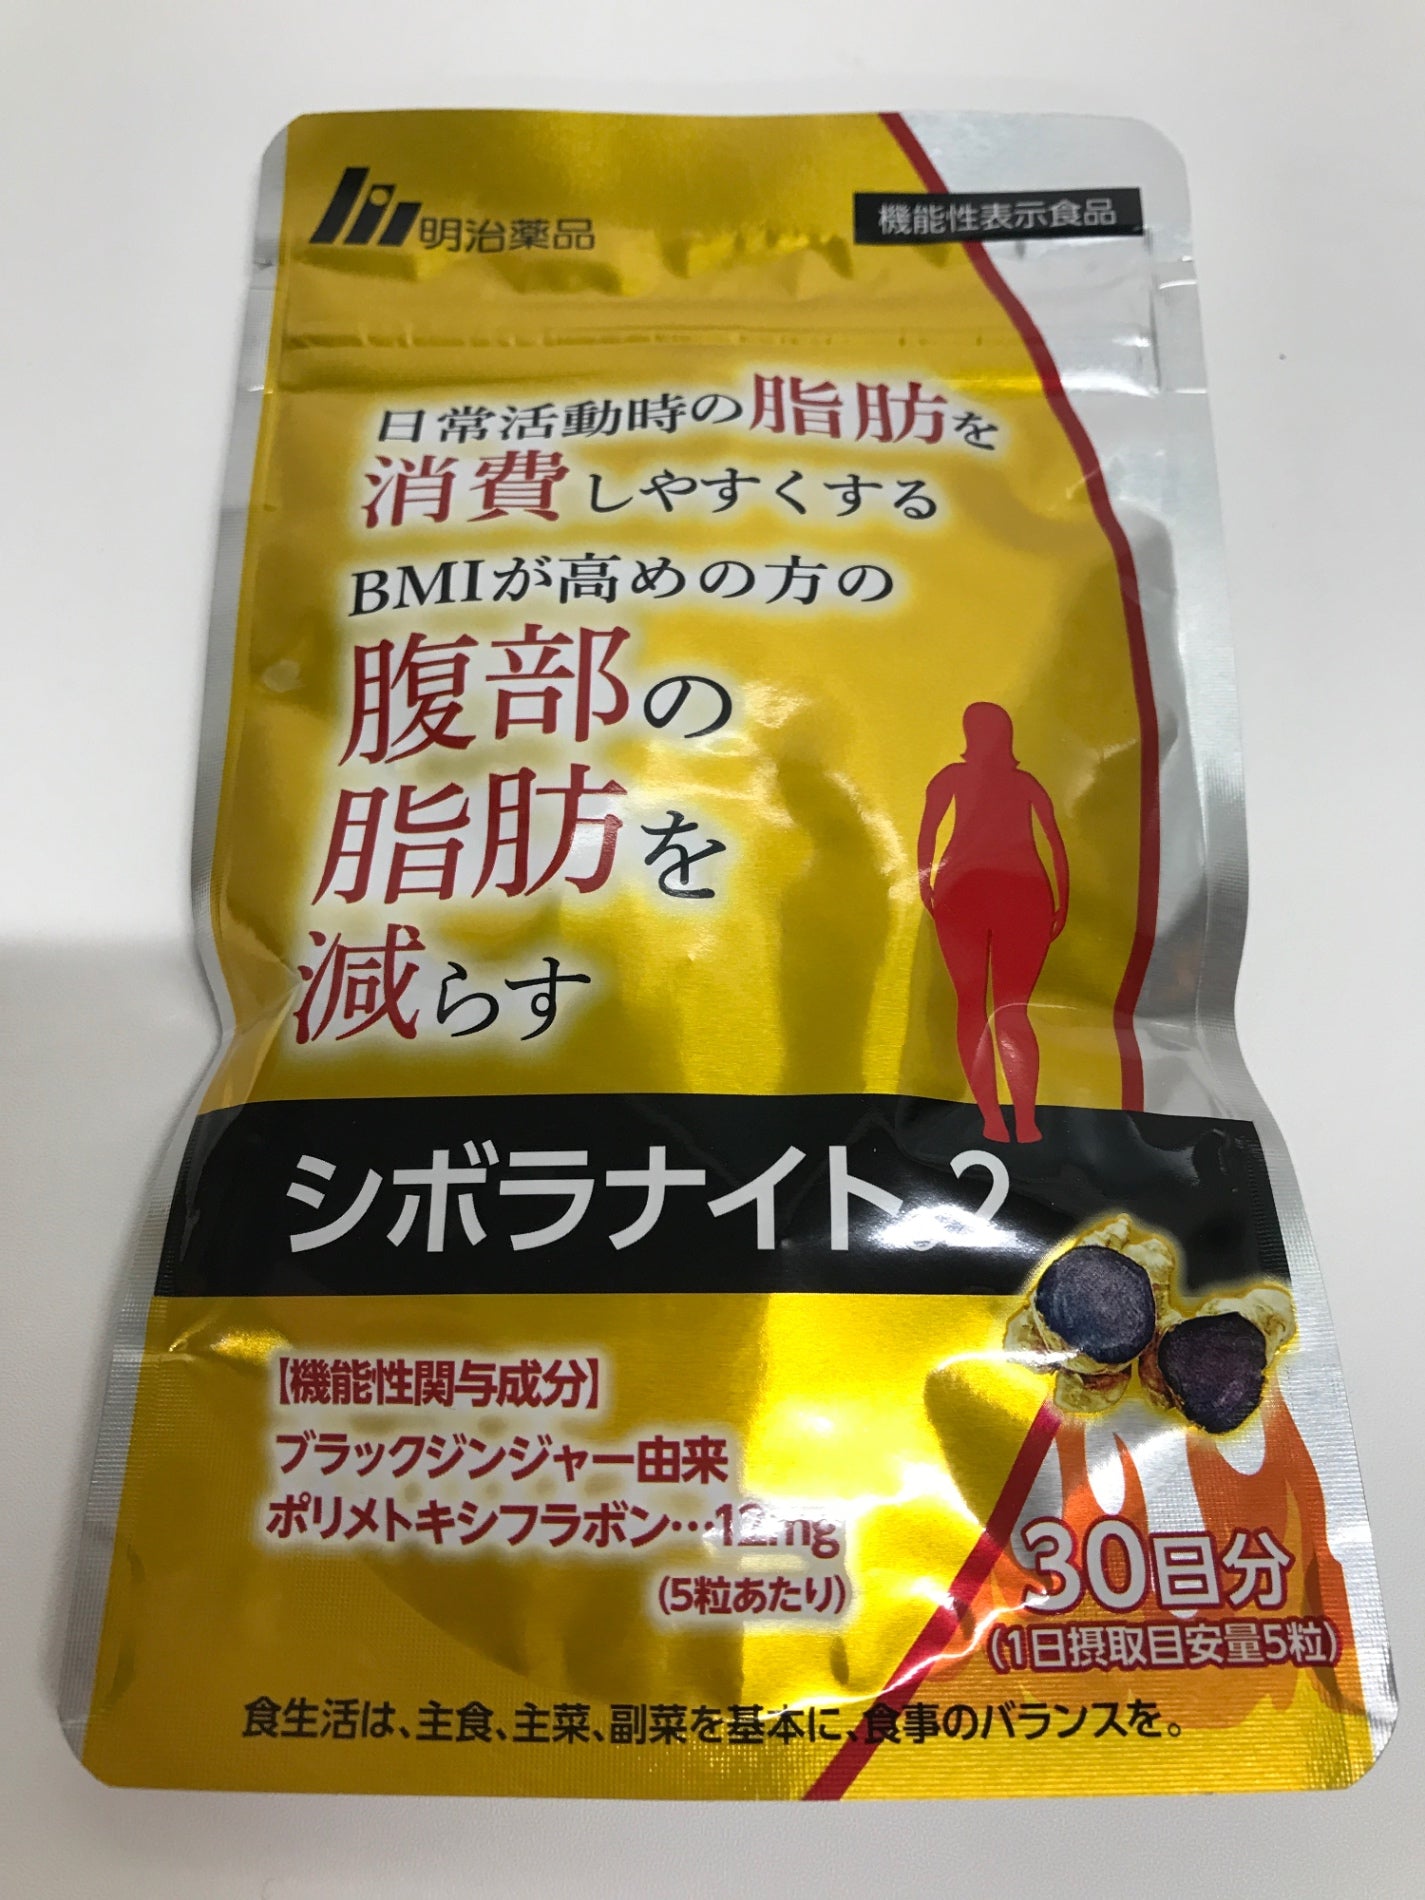 明治薬品
機能性表示食品
日常活動時の脂肪を
消費しやすくする
BMIが高めの方の
腹部の
脂肪を
減らす
シボラナイト2
【機能性関与成分】
ブラックジンジャー由来
ポリメトキシフラボン…12mg
(5粒あたり)
30日分
(1日摂取目安量5粒)
食生活は、主食、主菜、副菜を基本に、食事のバランスを。